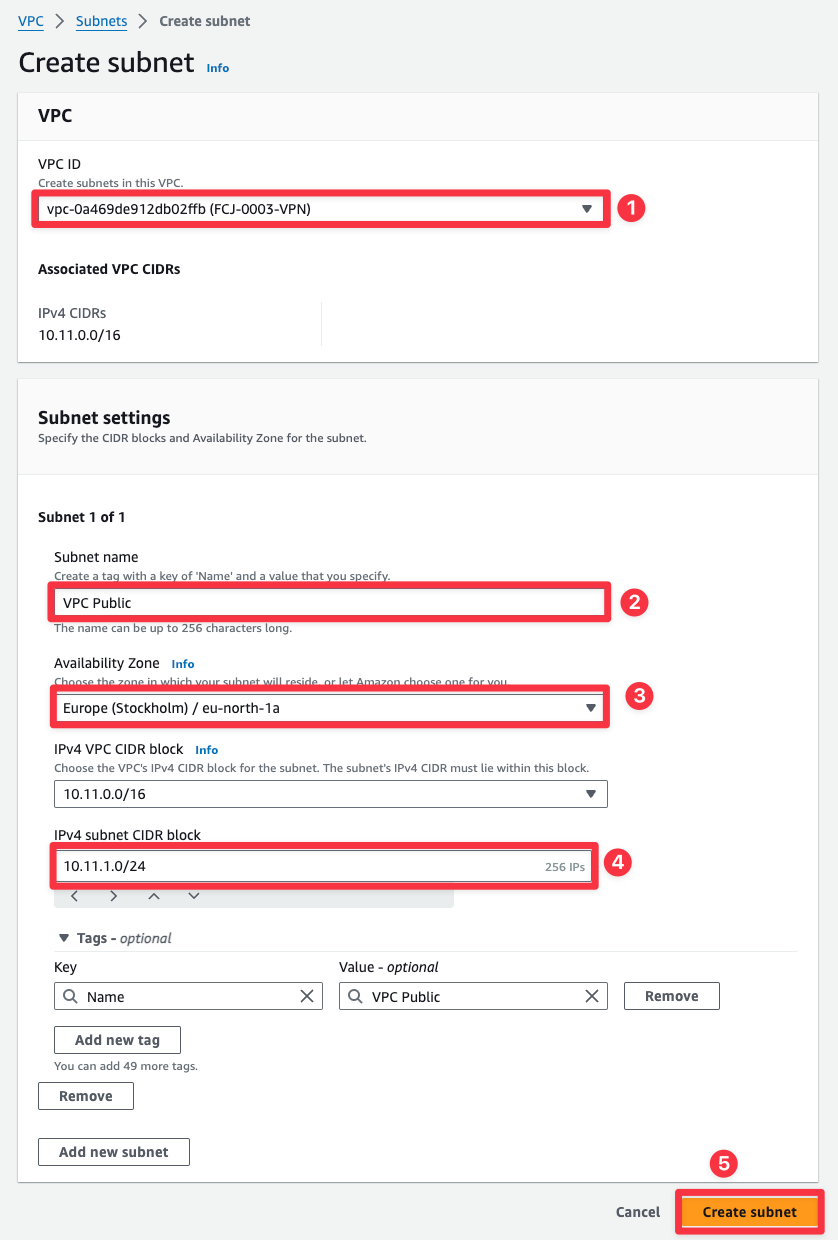 VPC > Subnets > Create subnet
Create subnet Info
VPC
VPC ID
Create subnets in this VPC.
vpc-0a469de912db02ffb (FCJ-0003-VPN)
1
Associated VPC CIDRs
IPv4 CIDRs
10.11.0.0/16
Subnet settings
Specify the CIDR blocks and Availability Zone for the subnet.
Subnet 1 of 1
Subnet name
Create a tag with a key of 'Name' and a value that you specify.
VPC Public
2
The name can be up to 256 characters long.
Availability Zone Info
Choose the zone in which your subnet will reside, or let Amazon choose one for you.
Europe (Stockholm) / eu-north-1a
3
IPv4 VPC CIDR block Info
Choose the VPC's IPv4 CIDR block for the subnet. The subnet's IPv4 CIDR must lie within this block.
10.11.0.0/16
IPv4 subnet CIDR block
10.11.1.0/24 256 IPs
4
Tags - optional
Key Value - optional
Name VPC Public Remove
Add new tag
You can add 49 more tags.
Remove
Add new subnet
5
Cancel Create subnet